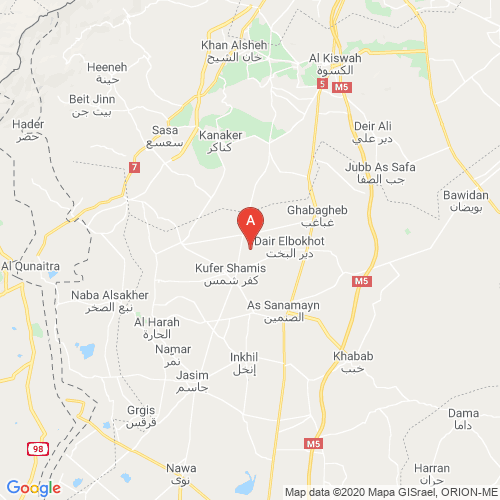 Khan Alsheh
خان الشيح
Al Kiswah
الكسوة
Heeneh
حينة
5
M5
Beit Jinn
بيت جن
Hader
حضر
Sasa
سعسع
Kanaker
كناكر
Deir Ali
دير علي
7
Jubb As Safa
جب الصفا
Bawidan
بويضان
Ghabagheb
غباغب
A
Dair Elbokhot
دير البخت
Al Qunaitra
Kufer Shamis
كفر شمس
M5
Naba Alsakher
نبع الصخر
As Sanamayn
الصنمين
Al Harah
الحارة
Namar
نمر
Inkhil
إنخل
Khabab
خبب
Jasim
جاسم
Grgis
قرقس
Dama
داما
98
M5
Nawa
نوى
Harran
حران
Google
Map data ©2020 Mapa GISrael, ORION-ME